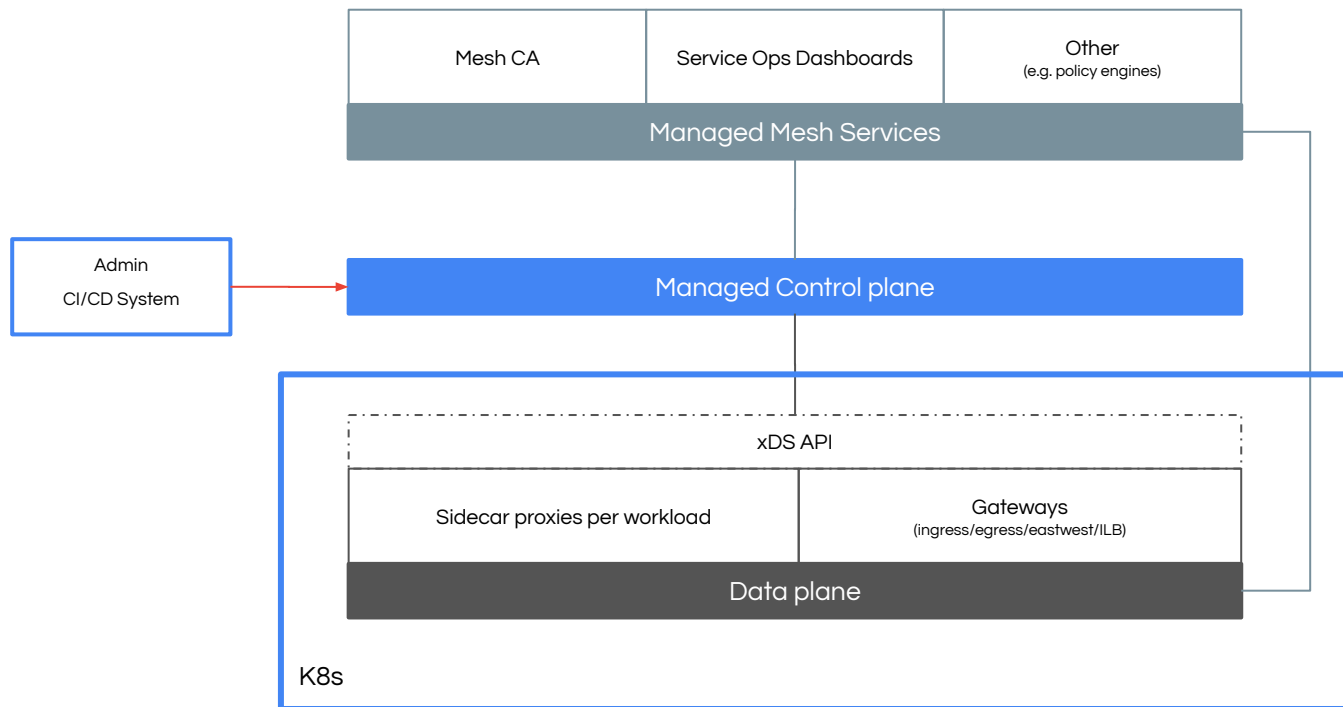 Mesh CA
Service Ops Dashboards
Other
(e.g. policy engines)
Managed Mesh Services
Admin
CI/CD System
Managed Control plane
xDS API
Sidecar proxies per workload
Gateways
(ingress/egress/eastwest/ILB)
Data plane
K8s